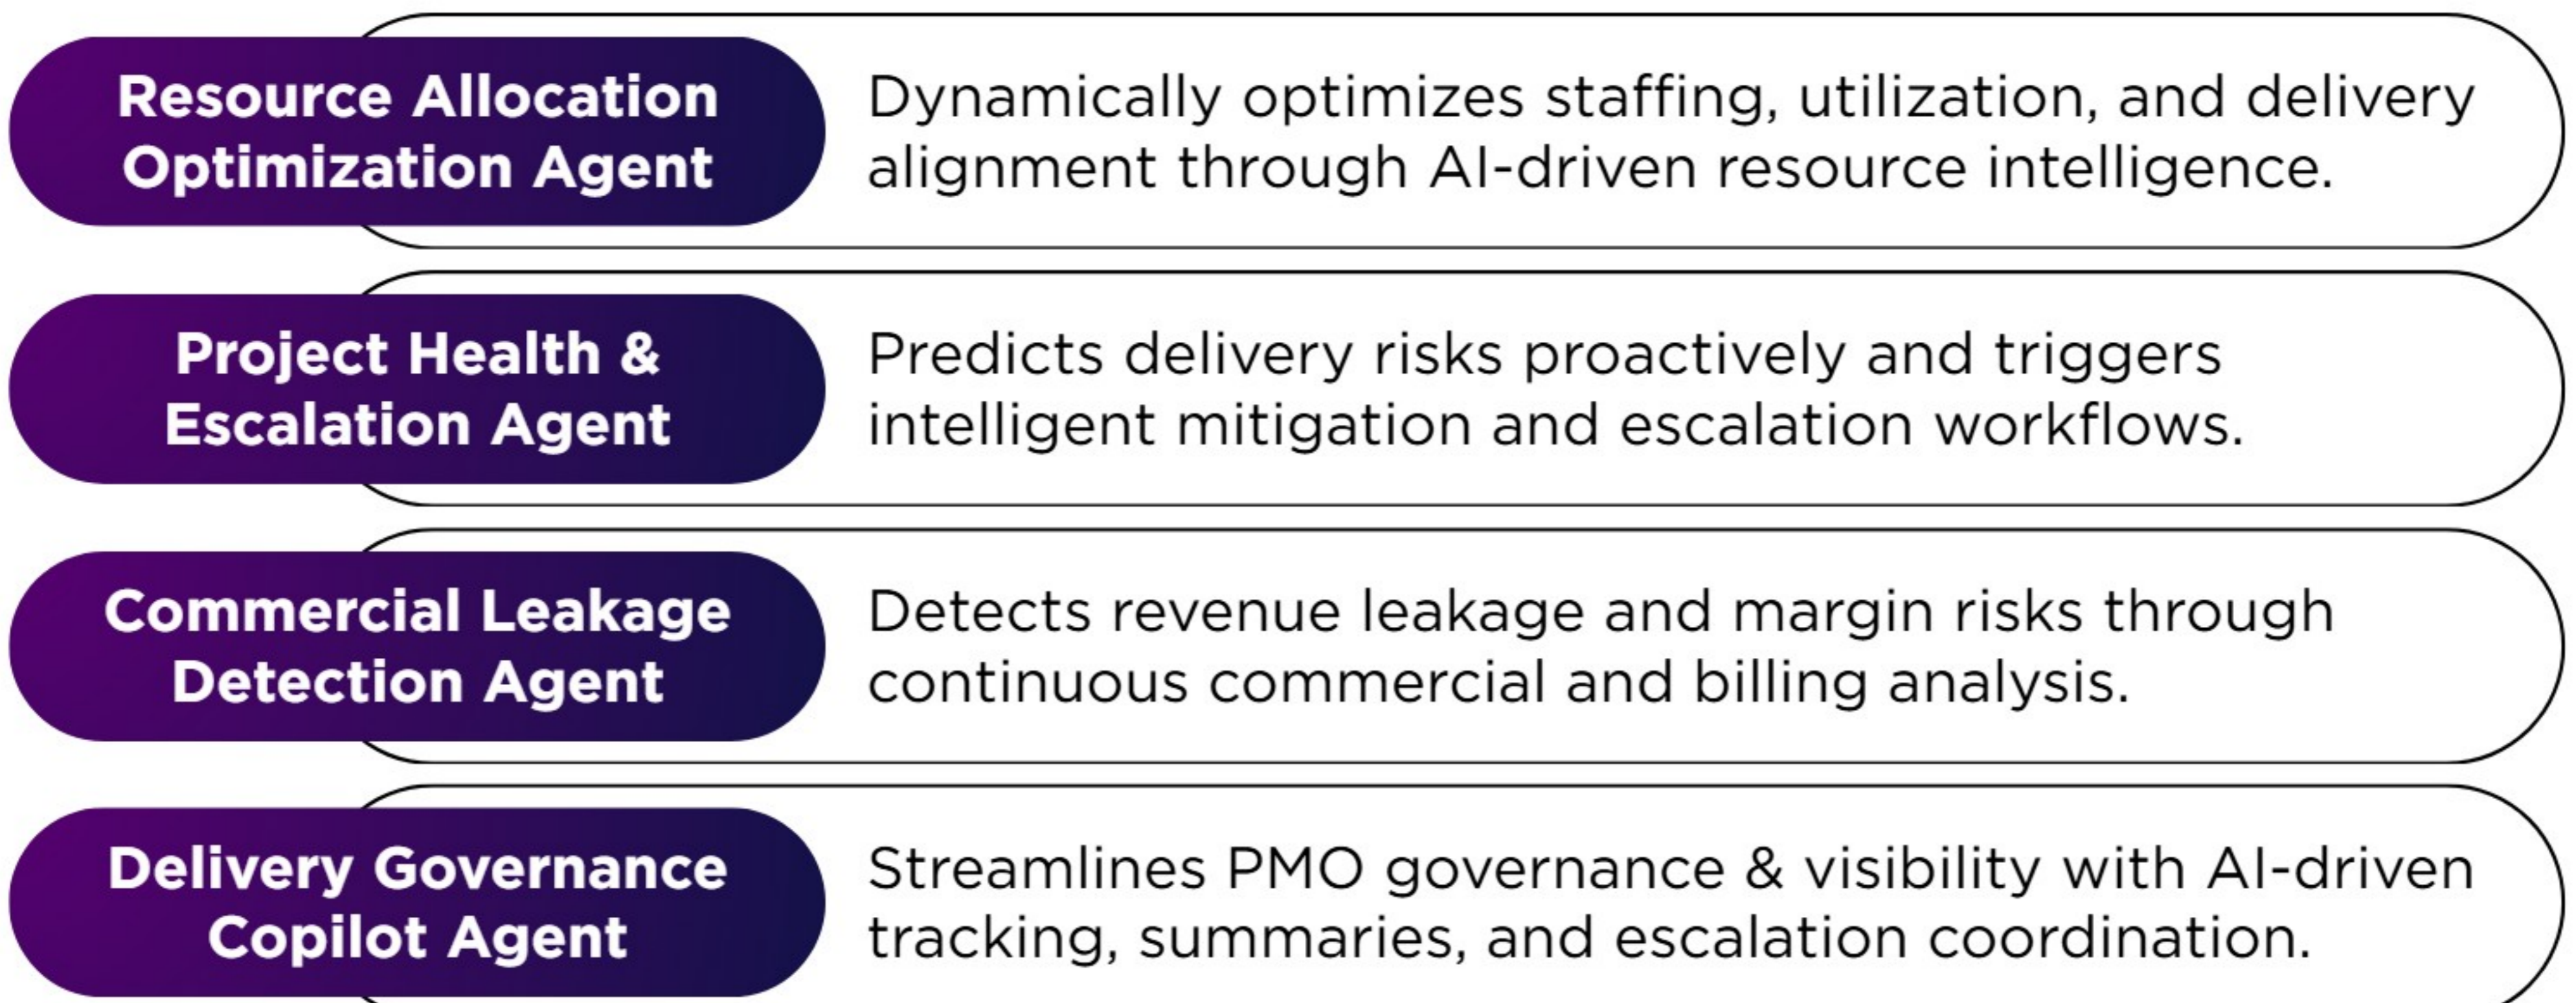 Resource Allocation
Optimization Agent
Dynamically optimizes staffing, utilization, and delivery
alignment through AI-driven resource intelligence.
Project Health &
Escalation Agent
Predicts delivery risks proactively and triggers
intelligent mitigation and escalation workflows.
Commercial Leakage
Detection Agent
Detects revenue leakage and margin risks through
continuous commercial and billing analysis.
Delivery Governance
Copilot Agent
Streamlines PMO governance & visibility with AI-driven
tracking, summaries, and escalation coordination.